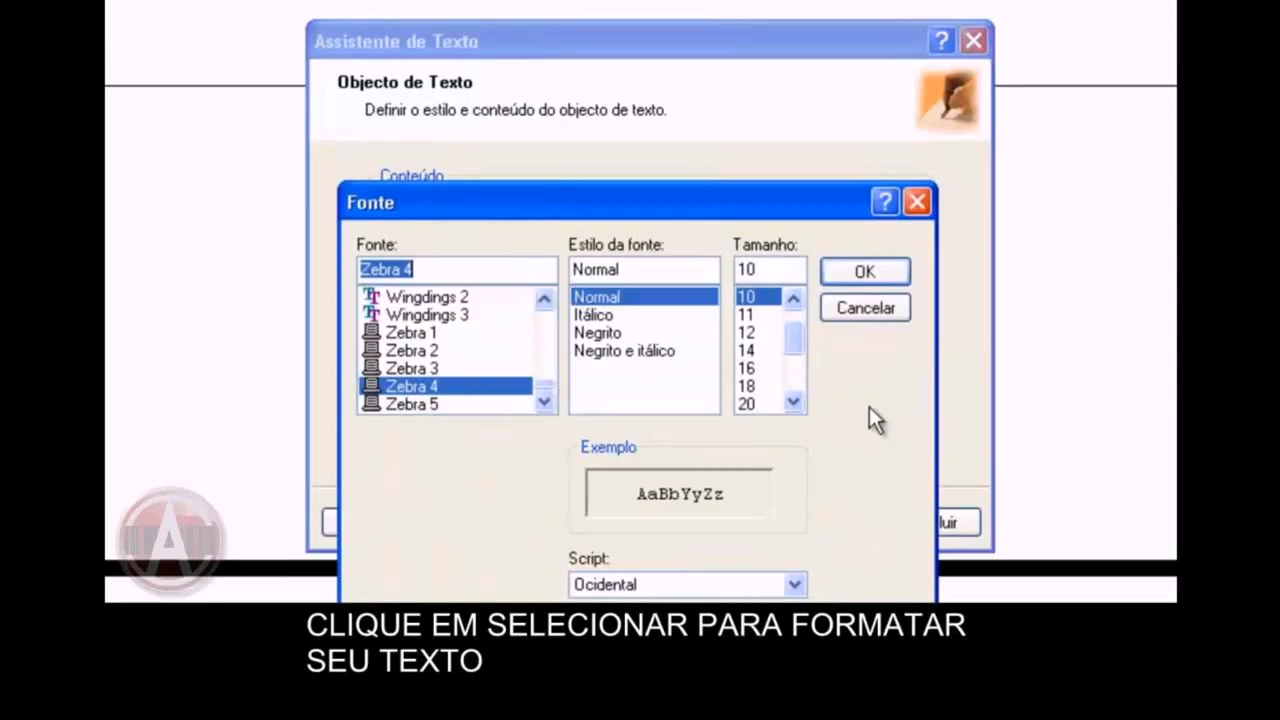 Assistente de Texto
Objecto de Texto
Definir o estilo e conteúdo do objecto de texto.
Conteúdo
Fonte
Fonte:
Estilo da fonte:
Tamanho:
Zebra 4
Normal
10
OK
Wingdings 2
Wingdings 3
Zebra 1
Zebra 2
Zebra 3
Zebra 4
Zebra 5
Normal
Itálico
Negrito
Negrito e itálico
10
11
12
14
16
18
20
Cancelar
Exemplo
AaBbYyZz
luir
Script:
Ocidental
CLIQUE EM SELECIONAR PARA FORMATAR
SEU TEXTO